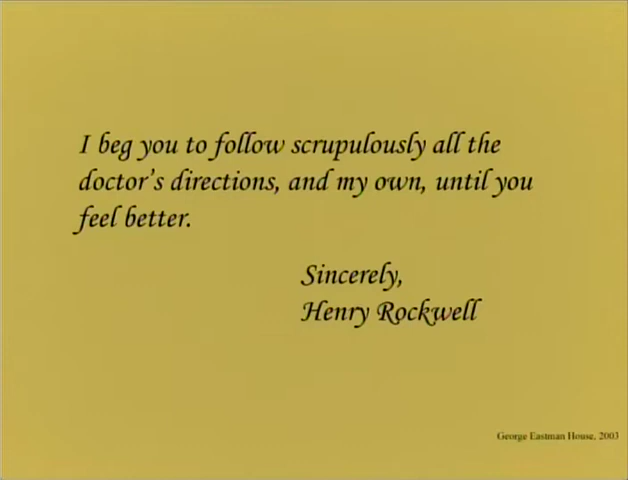 I beg you to follow scrupulously all the
doctor's directions, and my own, until you
feel better.
Sincerely,
Henry Rockwell
George Eastman House, 2003